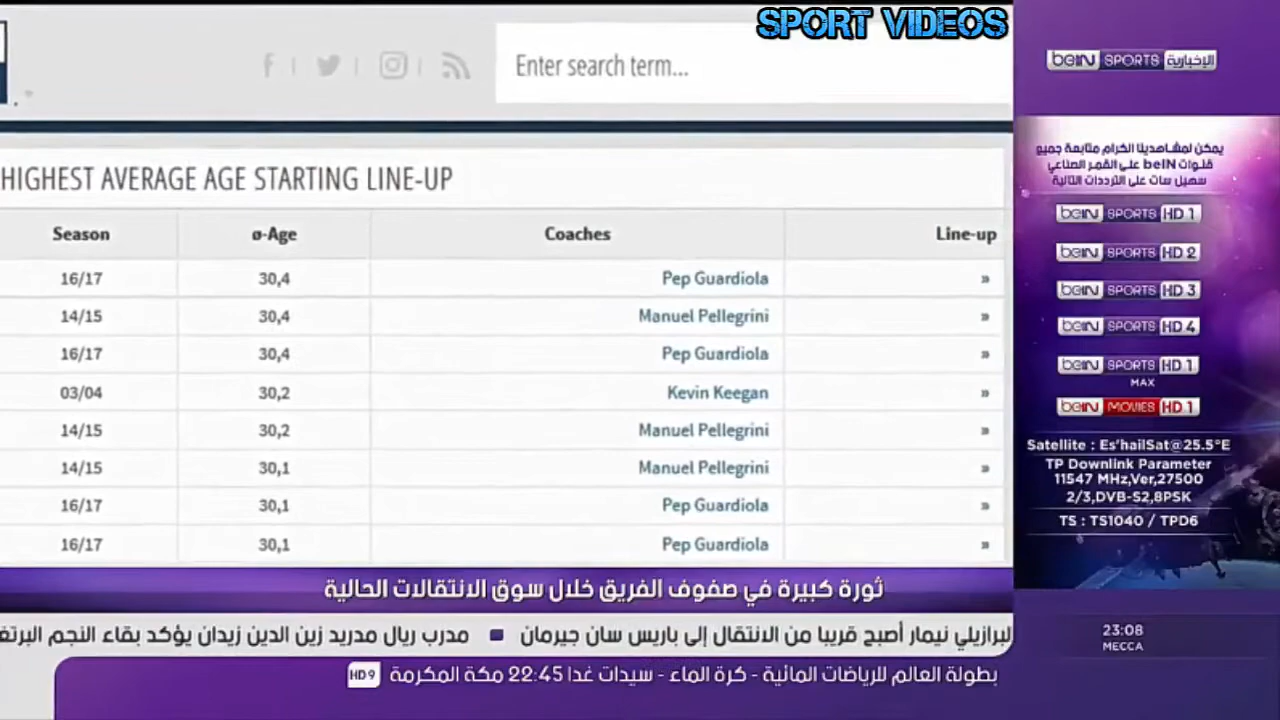 SPORT VIDEOS
Enter search term...
HIGHEST AVERAGE AGE STARTING LINE-UP
Season ø-Age Coaches Line-up
16/17 30,4 Pep Guardiola »
14/15 30,4 Manuel Pellegrini »
16/17 30,4 Pep Guardiola »
03/04 30,2 Kevin Keegan »
14/15 30,2 Manuel Pellegrini »
14/15 30,1 Manuel Pellegrini »
16/17 30,1 Pep Guardiola »
16/17 30,1 Pep Guardiola »
ثورة كبيرة في صفوف الفريق خلال سوق الانتقالات الحالية
البرازيلي نيمار أصبح قريبا من الانتقال إلى باريس سان جيرمان ■ مدرب ريال مدريد زين الدين زيدان يؤكد بقاء النجم
بطولة العالم للرياضات المائية - كرة الماء - سيدات غدا 22:45 مكة المكرمة HD9
beIN SPORTS الإخبارية
يمكن لمشاهدينا الكرام متابعة جميع
قنوات beIN على القمر الصناعي
سهيل سات على الترددات التالية
beIN SPORTS HD 1
beIN SPORTS HD 2
beIN SPORTS HD 3
beIN SPORTS HD 4
beIN SPORTS HD 1
MAX
beIN MOVIES HD 1
Satellite : Es'hailSat@25.5°E
TP Downlink Parameter
11547 MHz,Ver,27500
2/3,DVB-S2,8PSK
TS : TS1040 / TPD6
23:08
MECCA